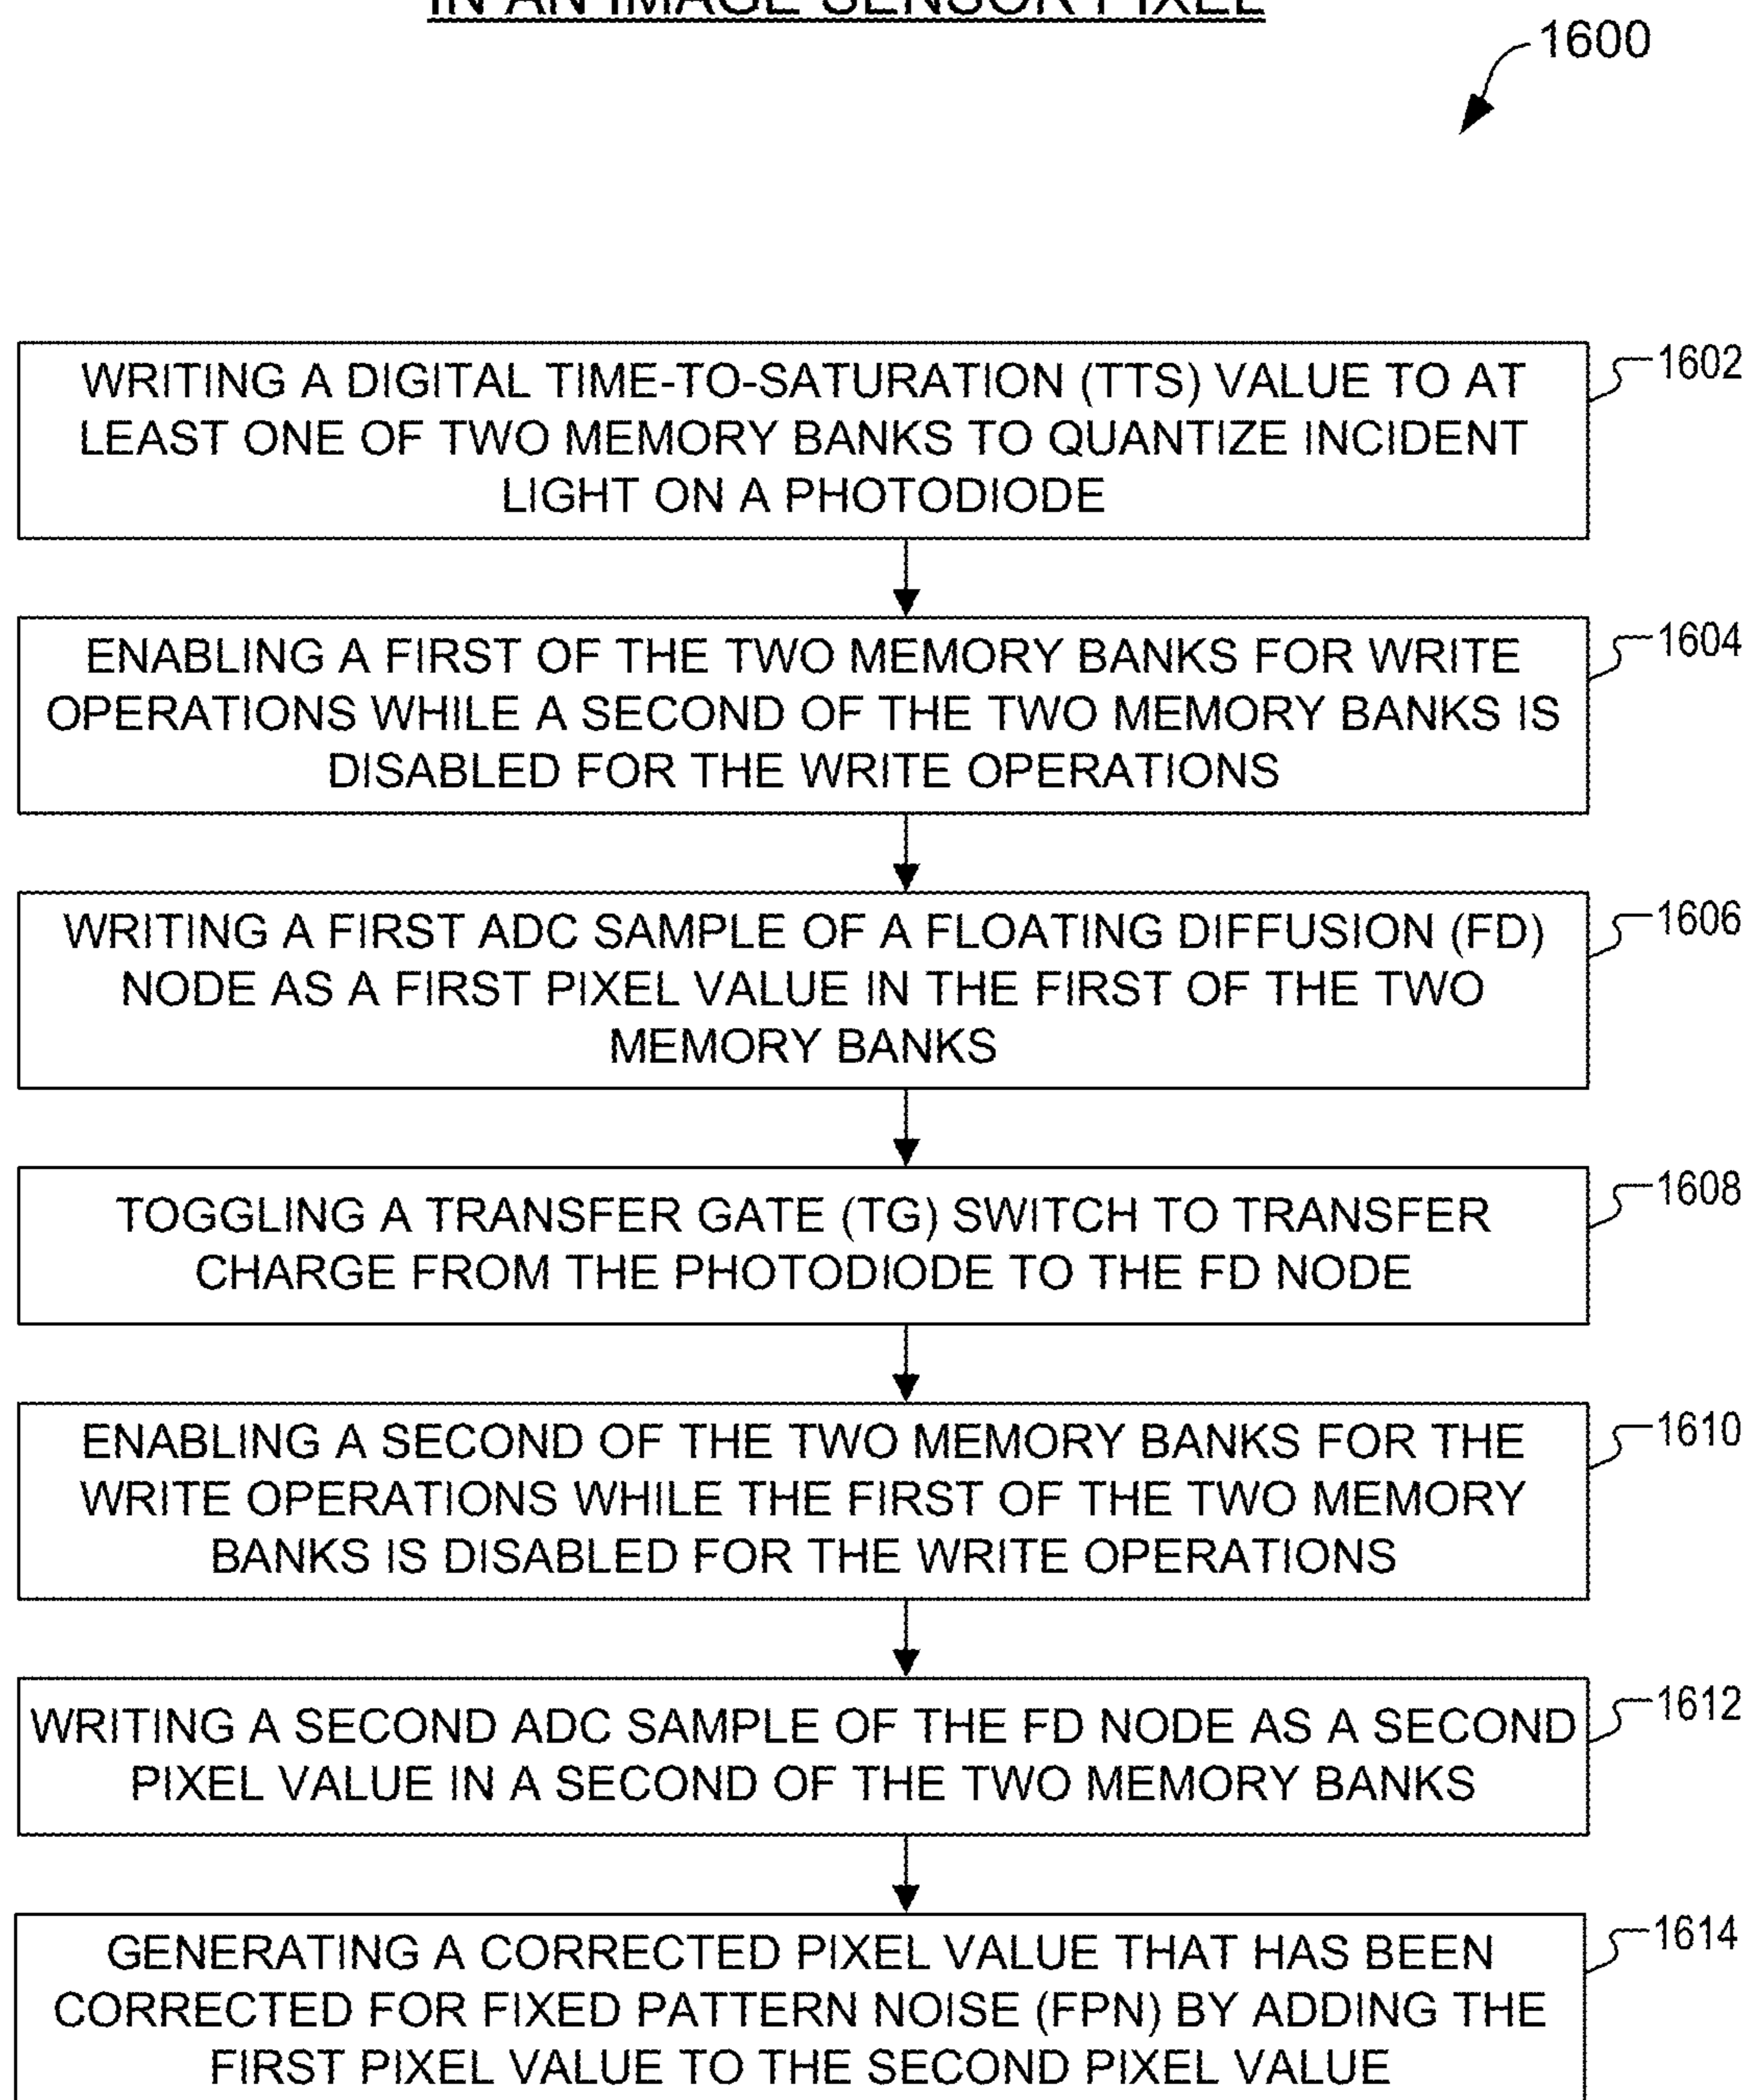 IN AN IMAGE SENSOR PIXEL
1600
WRITING A DIGITAL TIME-TO-SATURATION (TTS) VALUE TO AT
LEAST ONE OF TWO MEMORY BANKS TO QUANTIZE INCIDENT
LIGHT ON A PHOTODIODE
1602
ENABLING A FIRST OF THE TWO MEMORY BANKS FOR WRITE
OPERATIONS WHILE A SECOND OF THE TWO MEMORY BANKS IS
DISABLED FOR THE WRITE OPERATIONS
1604
WRITING A FIRST ADC SAMPLE OF A FLOATING DIFFUSION (FD)
NODE AS A FIRST PIXEL VALUE IN THE FIRST OF THE TWO
MEMORY BANKS
1606
TOGGLING A TRANSFER GATE (TG) SWITCH TO TRANSFER
CHARGE FROM THE PHOTODIODE TO THE FD NODE
1608
ENABLING A SECOND OF THE TWO MEMORY BANKS FOR THE
WRITE OPERATIONS WHILE THE FIRST OF THE TWO MEMORY
BANKS IS DISABLED FOR THE WRITE OPERATIONS
1610
WRITING A SECOND ADC SAMPLE OF THE FD NODE AS A SECOND
PIXEL VALUE IN A SECOND OF THE TWO MEMORY BANKS
1612
GENERATING A CORRECTED PIXEL VALUE THAT HAS BEEN
CORRECTED FOR FIXED PATTERN NOISE (FPN) BY ADDING THE
FIRST PIXEL VALUE TO THE SECOND PIXEL VALUE
1614